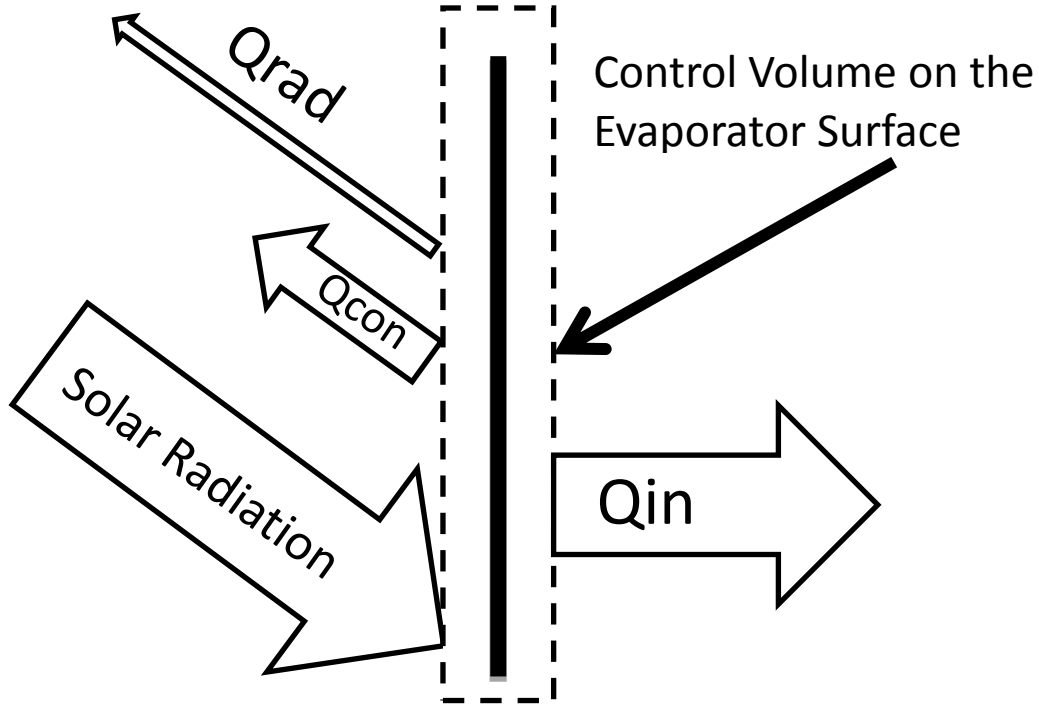 Qrad
Control Volume on the
Evaporator Surface
Qcon
Solar Radiation
Qin